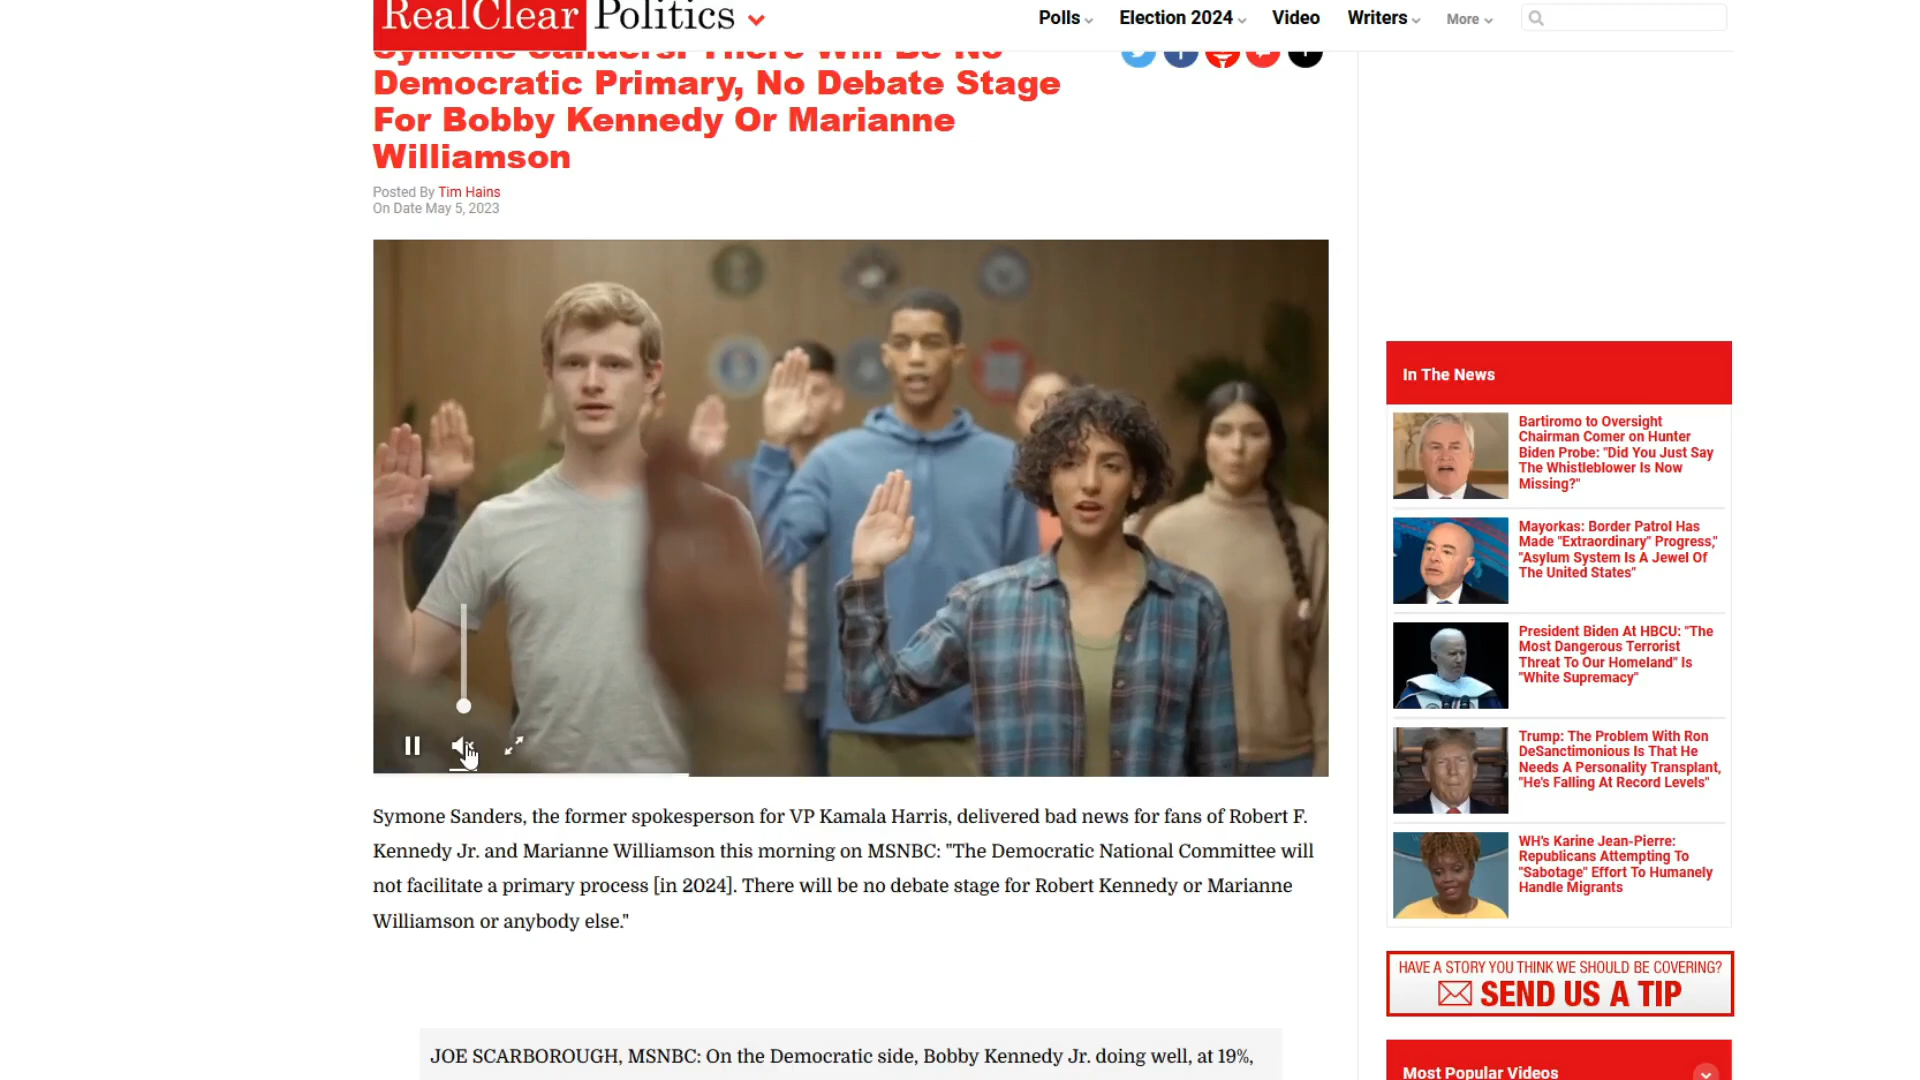 RealClear Politics
Polls
Election 2024
Video
Writers
More
Symone Sanders: There Will Be No
Democratic Primary, No Debate Stage
For Bobby Kennedy Or Marianne
Williamson
Posted By Tim Hains
On Date May 5, 2023
Symone Sanders, the former spokesperson for VP Kamala Harris, delivered bad news for fans of Robert F.
Kennedy Jr. and Marianne Williamson this morning on MSNBC: "The Democratic National Committee will
not facilitate a primary process [in 2024]. There will be no debate stage for Robert Kennedy or Marianne
Williamson or anybody else."
JOE SCARBOROUGH, MSNBC: On the Democratic side, Bobby Kennedy Jr. doing well, at 19%,
In The News
Bartiromo to Oversight
Chairman Comer on Hunter
Biden Probe: "Did You Just Say
The Whistleblower Is Now
Missing?"
Mayorkas: Border Patrol Has
Made "Extraordinary" Progress,"
"Asylum System Is A Jewel Of
The United States"
President Biden At HBCU: "The
Most Dangerous Terrorist
Threat To Our Homeland" Is
"White Supremacy"
Trump: The Problem With Ron
DeSanctimonious Is That He
Needs A Personality Transplant,
"He's Falling At Record Levels"
WH's Karine Jean-Pierre:
Republicans Attempting To
"Sabotage" Effort To Humanely
Handle Migrants
HAVE A STORY YOU THINK WE SHOULD BE COVERING?
SEND US A TIP
Most Popular Videos